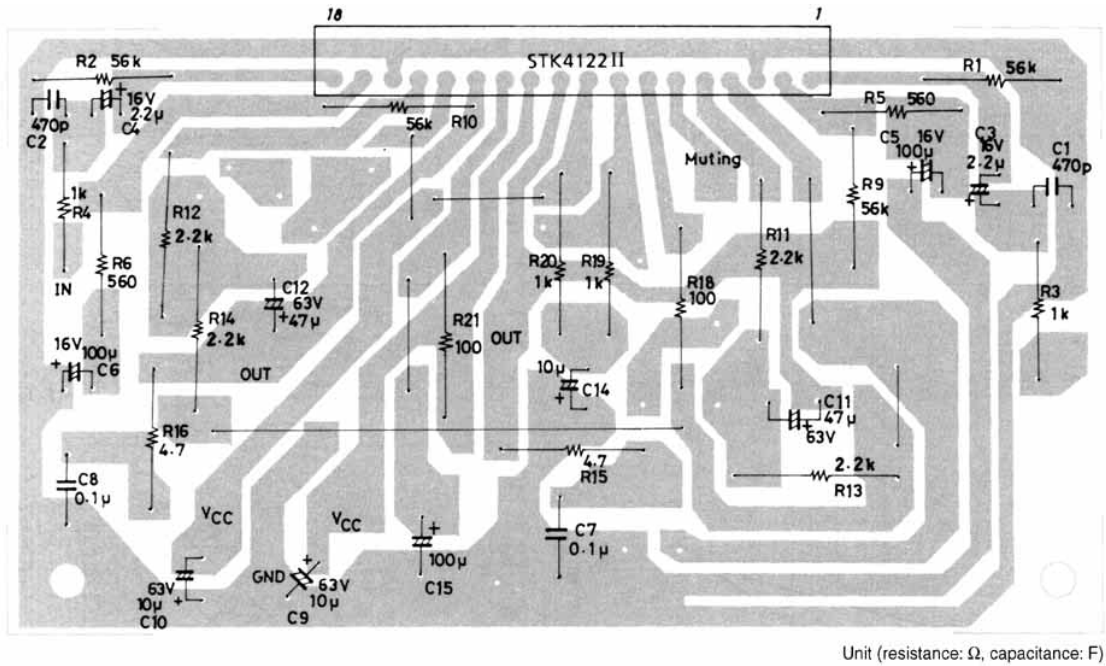 18
1
STK4122II
R2 56k
R1
56k
16V
2.2µ
C4
470p
C2
56k
R10
R5
560
C5
16V
100µ
C3
16V
2.2µ
C1
470p
Muting
1k
R4
R12
2.2k
R9
56k
R6
560
IN
R11
2.2k
R20
1k
R19
1k
R18
100
C12
63V
47µ
R14
2.2k
R21
100
OUT
R3
1k
16V
100µ
C6
OUT
10µ
C14
C11
47µ
63V
R16
4.7
4.7
R15
2.2k
R13
C8
0.1µ
VCC
VCC
100µ
C15
C7
0.1µ
GND
63V
10µ
C10
63V
10µ
C9
Unit (resistance: Ω, capacitance: F)